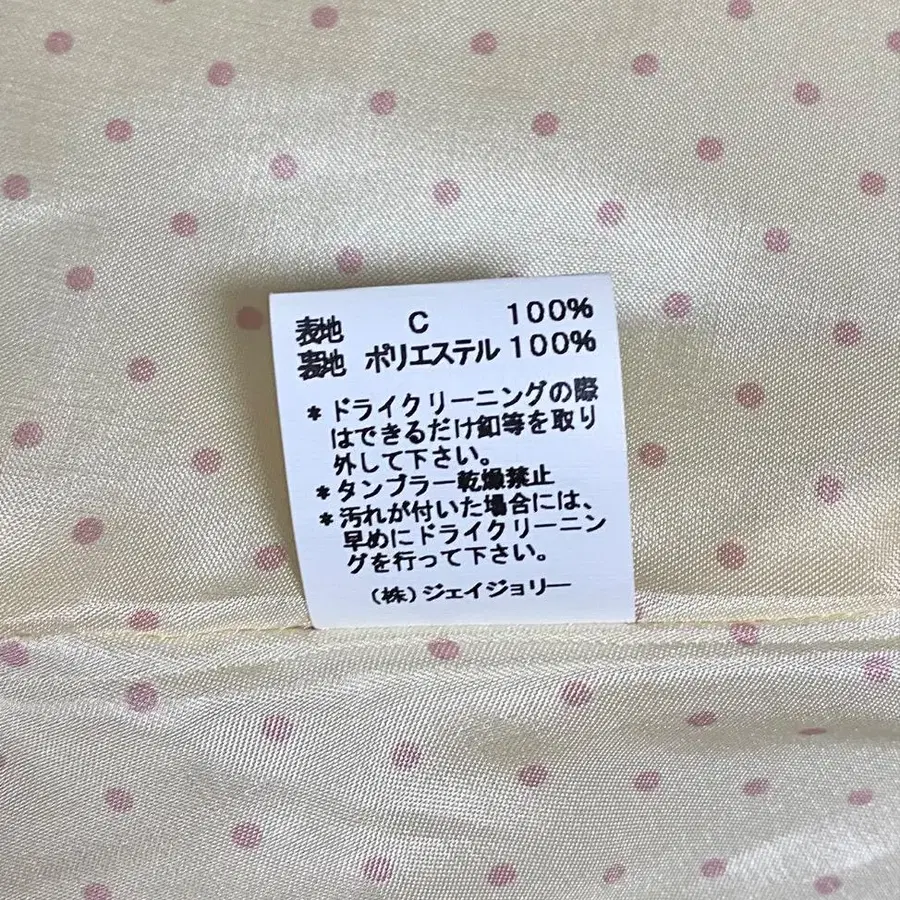 表地 C 100%
裏地 ポリエステル 100%
* ドライクリーニングの際
はできるだけ釦等を取り
外して下さい。
* タンブラー乾燥禁止
* 汚れが付いた場合には、
早めにドライクリーニン
グを行って下さい。
(株)ジェイジョリー